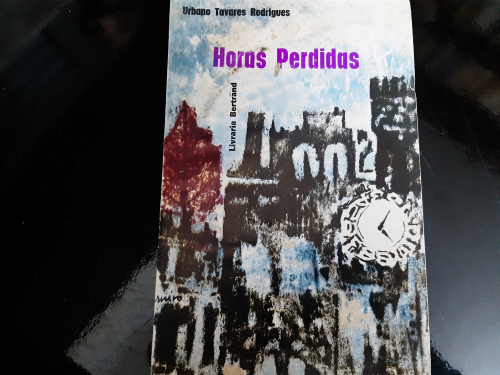 Urbano Tavares Rodrigues
Horas Perdidas
Livraria Bertrand